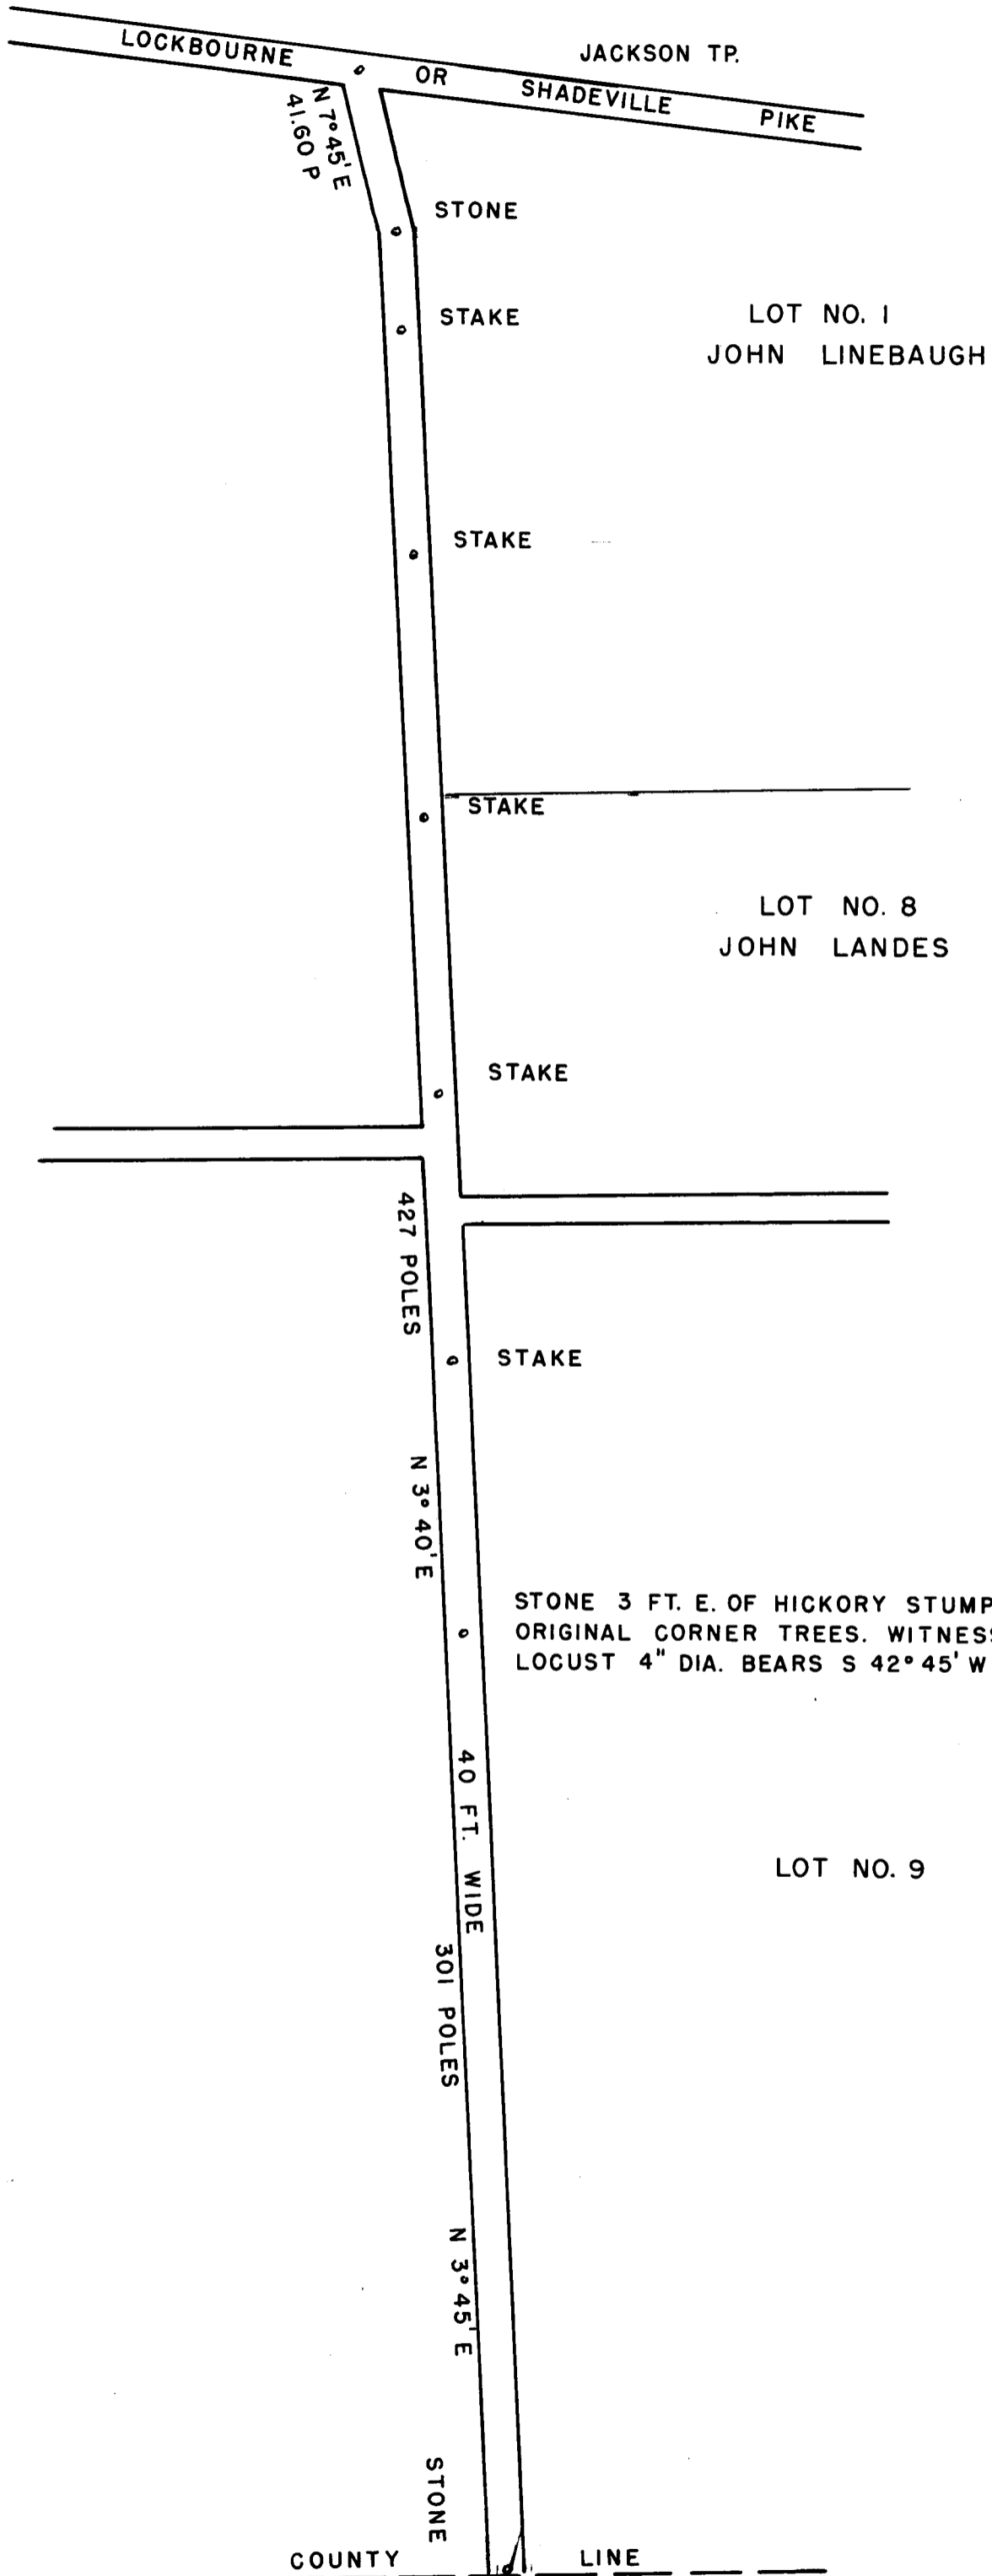 JACKSON TP.
LOCKBOURNE OR SHADEVILLE PIKE
N 7° 45' E
41.60 P
STONE
STAKE
LOT NO. 1
JOHN LINEBAUGH
STAKE
STAKE
LOT NO. 8
JOHN LANDES
STAKE
427 POLES
STAKE
N 3° 40' E
STONE 3 FT. E. OF HICKORY STUMP
ORIGINAL CORNER TREES. WITNESS
LOCUST 4" DIA. BEARS S 42° 45' W
40 FT. WIDE
LOT NO. 9
301 POLES
N 3° 45' E
STONE
COUNTY LINE